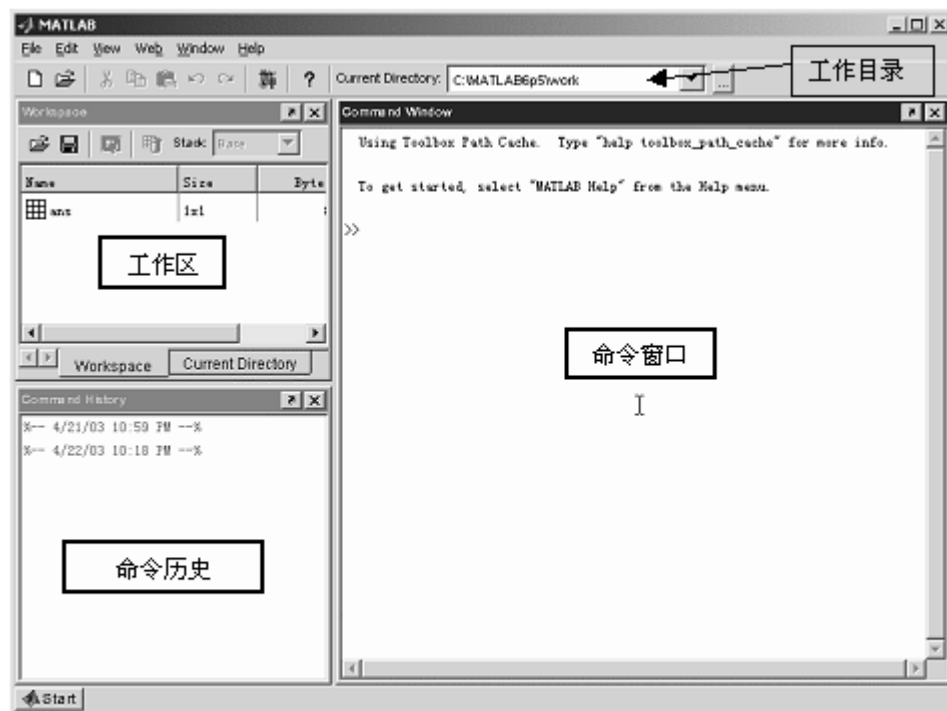 MATLAB
File Edit View Web Window Help
Current Directory: C:\MATLAB6p5\work
工作目录
Workspace
Stack: Base
Name Size Byte
ans 1x1
工作区
Workspace Current Directory
Command History
%-- 4/21/03 10:59 PM --%
%-- 4/22/03 10:18 PM --%
命令历史
Command Window
Using Toolbox Path Cache. Type "help toolbox_path_cache" for more info.
To get started, select "MATLAB Help" from the Help menu.
>>
命令窗口
Start